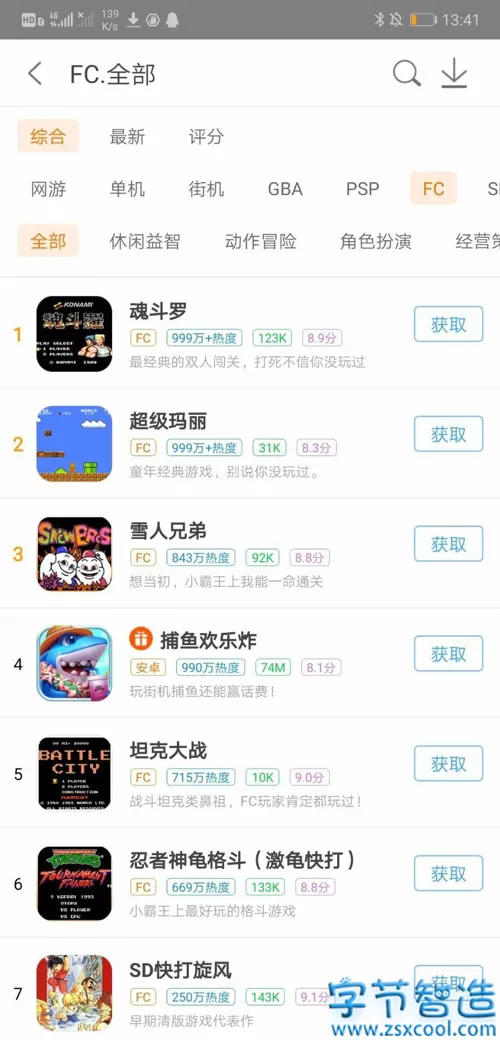 HD 4G 139 K/s 13:41
FC.全部
综合 最新 评分
网游 单机 街机 GBA PSP FC
全部 休闲益智 动作冒险 角色扮演 经营
1 魂斗罗 获取
FC 999万+热度 123K 8.9分
最经典的双人闯关，打死不信你没玩过
KONAMI
PLAY SELECT
1 PLAYER
2 PLAYERS
© KONAMI 1988
2 超级玛丽 获取
FC 999万+热度 31K 8.3分
童年经典游戏，别说你没玩过。
WORLD
3 雪人兄弟 获取
FC 843万热度 92K 8.8分
想当初，小霸王上我能一命通关
SNOW BROS
4 捕鱼欢乐炸 获取
安卓 990万热度 74M 8.1分
玩街机捕鱼还能赢话费！
5 坦克大战 获取
FC 715万热度 10K 9.0分
战斗坦克类鼻祖，FC玩家肯定都玩过！
HI- 20000
BATTLE
CITY
1 PLAYER
2 PLAYERS
CONSTRUCTION
6 忍者神龟格斗（激龟快打） 获取
FC 669万热度 133K 8.8分
小霸王上最好玩的格斗游戏
TURTLES
TOURNAMENT
FIGHTERS
© KONAMI 1993
STORY
VS CPU
7 SD快打旋风 获取
FC 250万热度 143K 9.1分
早期清版游戏代表作
字节智造
www.zsxcool.com